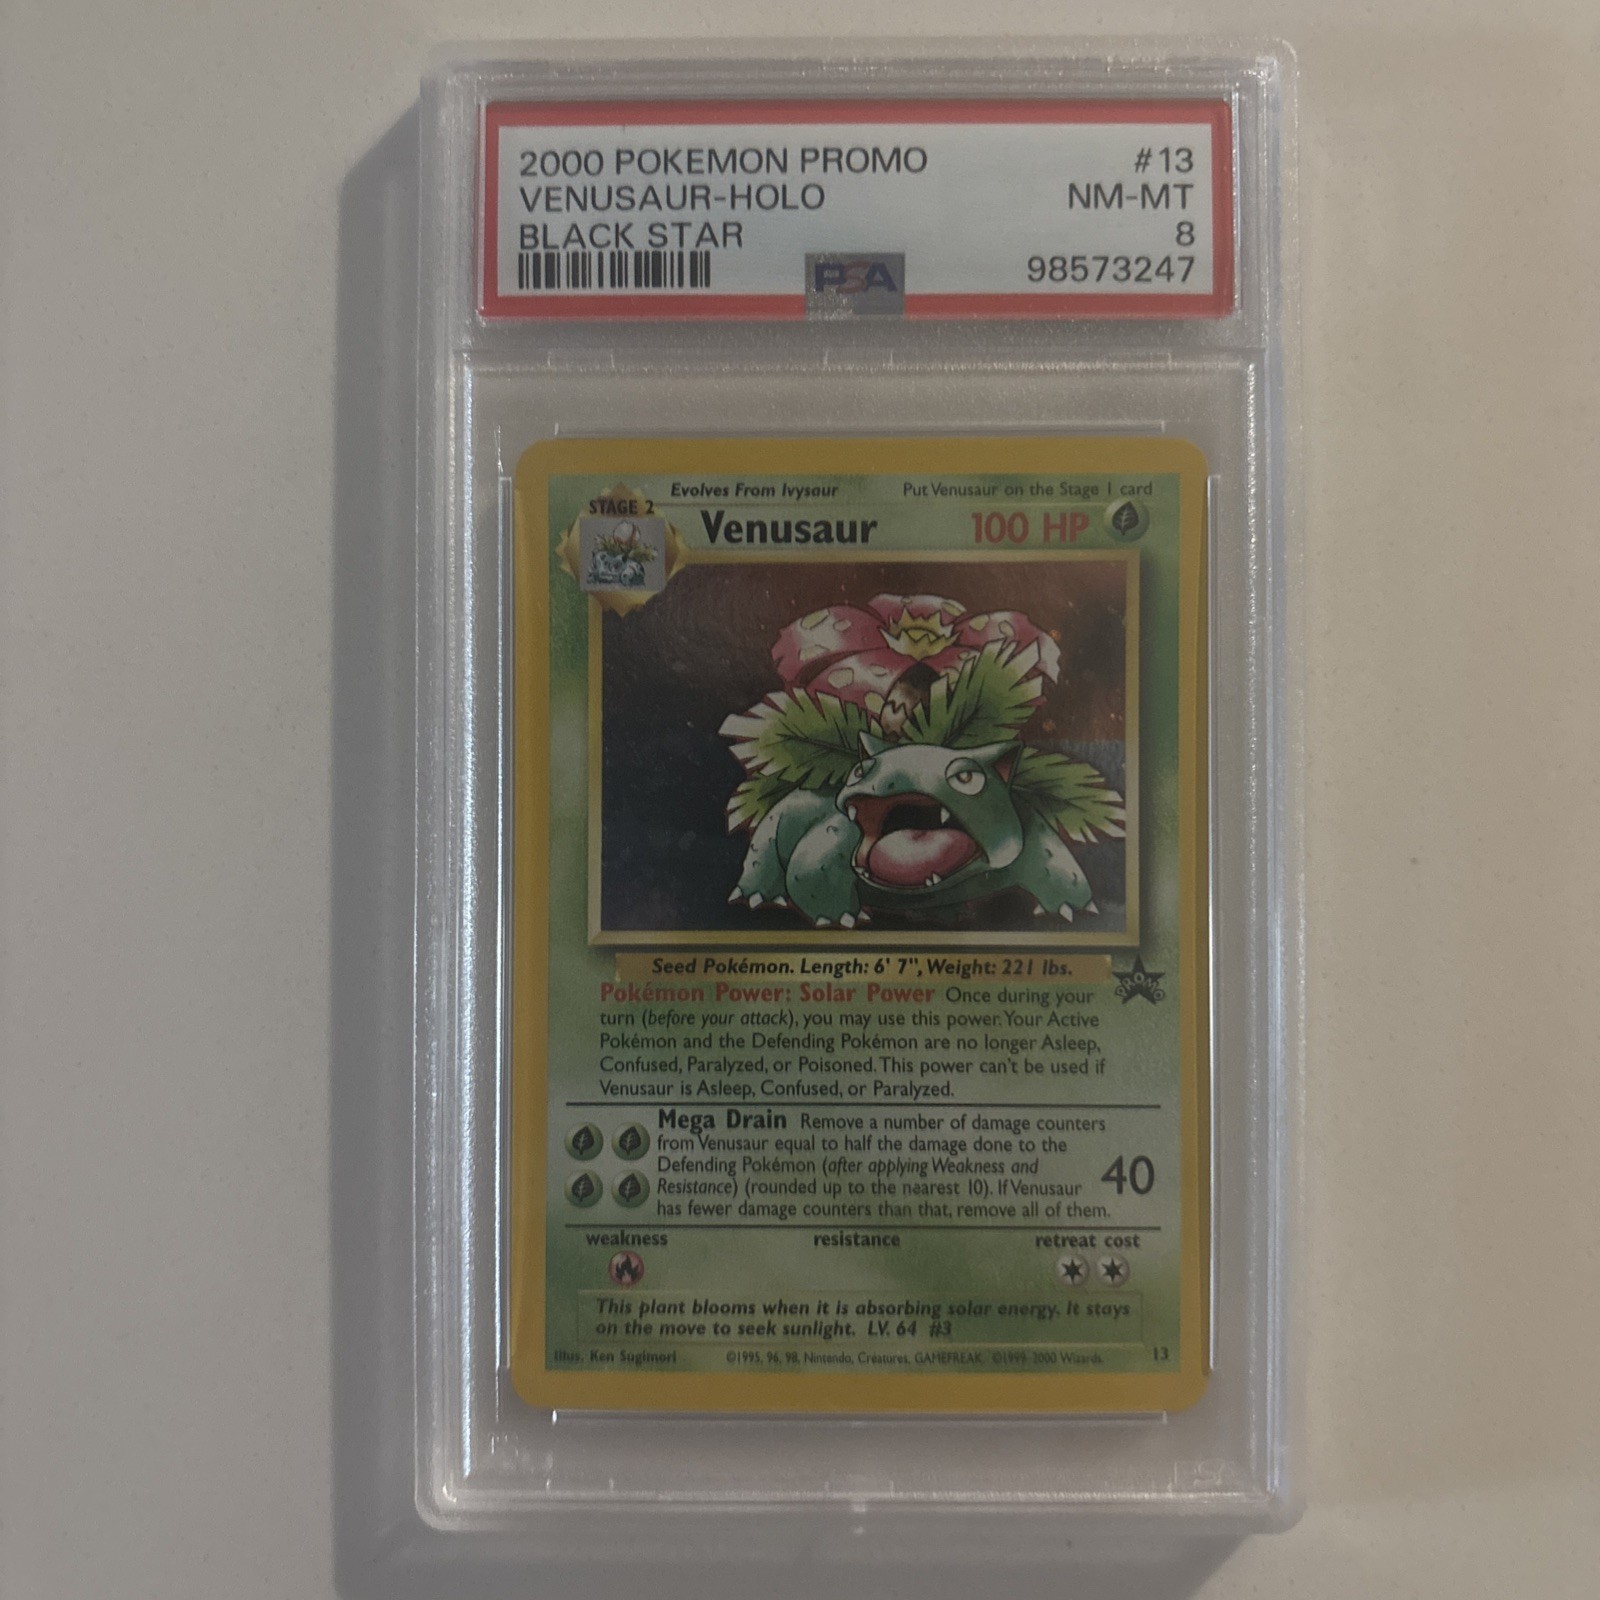 2000 POKEMON PROMO #13
VENUSAUR-HOLO NM-MT
BLACK STAR 8
PSA 98573247
Evolves From Ivysaur Put Venusaur on the Stage 1 card
STAGE 2 Venusaur 100 HP
Seed Pokémon. Length: 6' 7", Weight: 221 lbs.
PROMO
Pokémon Power: Solar Power Once during your
turn (before your attack), you may use this power. Your Active
Pokémon and the Defending Pokémon are no longer Asleep,
Confused, Paralyzed, or Poisoned. This power can't be used if
Venusaur is Asleep, Confused, or Paralyzed.
Mega Drain Remove a number of damage counters
from Venusaur equal to half the damage done to the
Defending Pokémon (after applying Weakness and
Resistance) (rounded up to the nearest 10). If Venusaur
has fewer damage counters than that, remove all of them.
40
weakness resistance retreat cost
This plant blooms when it is absorbing solar energy. It stays
on the move to seek sunlight. LV. 64 #3
Illus. Ken Sugimori ©1995, 96, 98, Nintendo, Creatures, GAMEFREAK. ©1999-2000 Wizards. 13